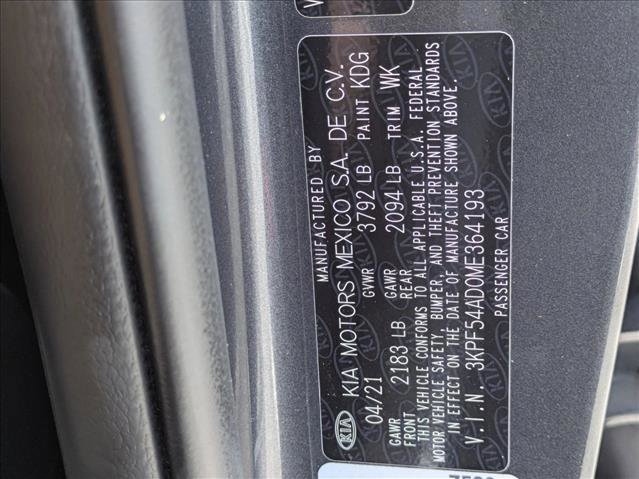 MANUFACTURED BY
KIA KIA MOTORS MEXICO S.A. DE C.V.
04/21 GVWR 3792 LB PAINT KDG
GAWR FRONT 2183 LB GAWR REAR 2094 LB TRIM WK
THIS VEHICLE CONFORMS TO ALL APPLICABLE U.S.A. FEDERAL
MOTOR VEHICLE SAFETY, BUMPER, AND THEFT PREVENTION STANDARDS
IN EFFECT ON THE DATE OF MANUFACTURE SHOWN ABOVE.
V.I.N. 3KPF54AD0ME364193
PASSENGER CAR